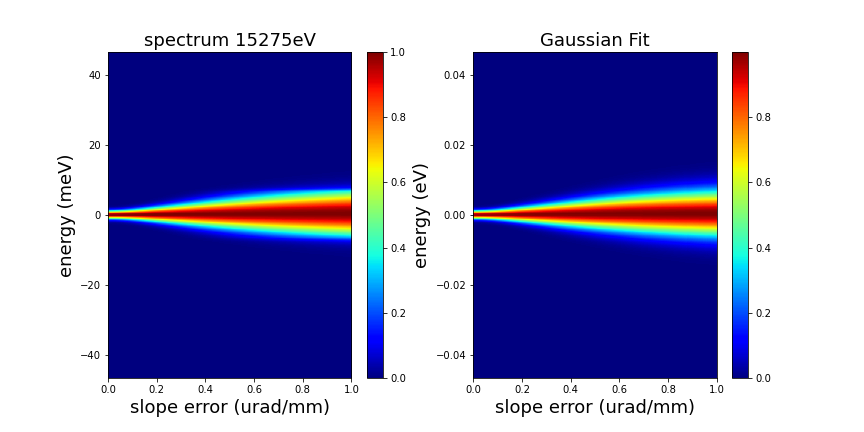 spectrum 15275eV
energy (meV)
40
20
0
−20
−40
0.0 0.2 0.4 0.6 0.8 1.0
slope error (urad/mm)
1.0
0.8
0.6
0.4
0.2
0.0
Gaussian Fit
energy (eV)
0.04
0.02
0.00
−0.02
−0.04
0.0 0.2 0.4 0.6 0.8 1.0
slope error (urad/mm)
0.8
0.6
0.4
0.2
0.0